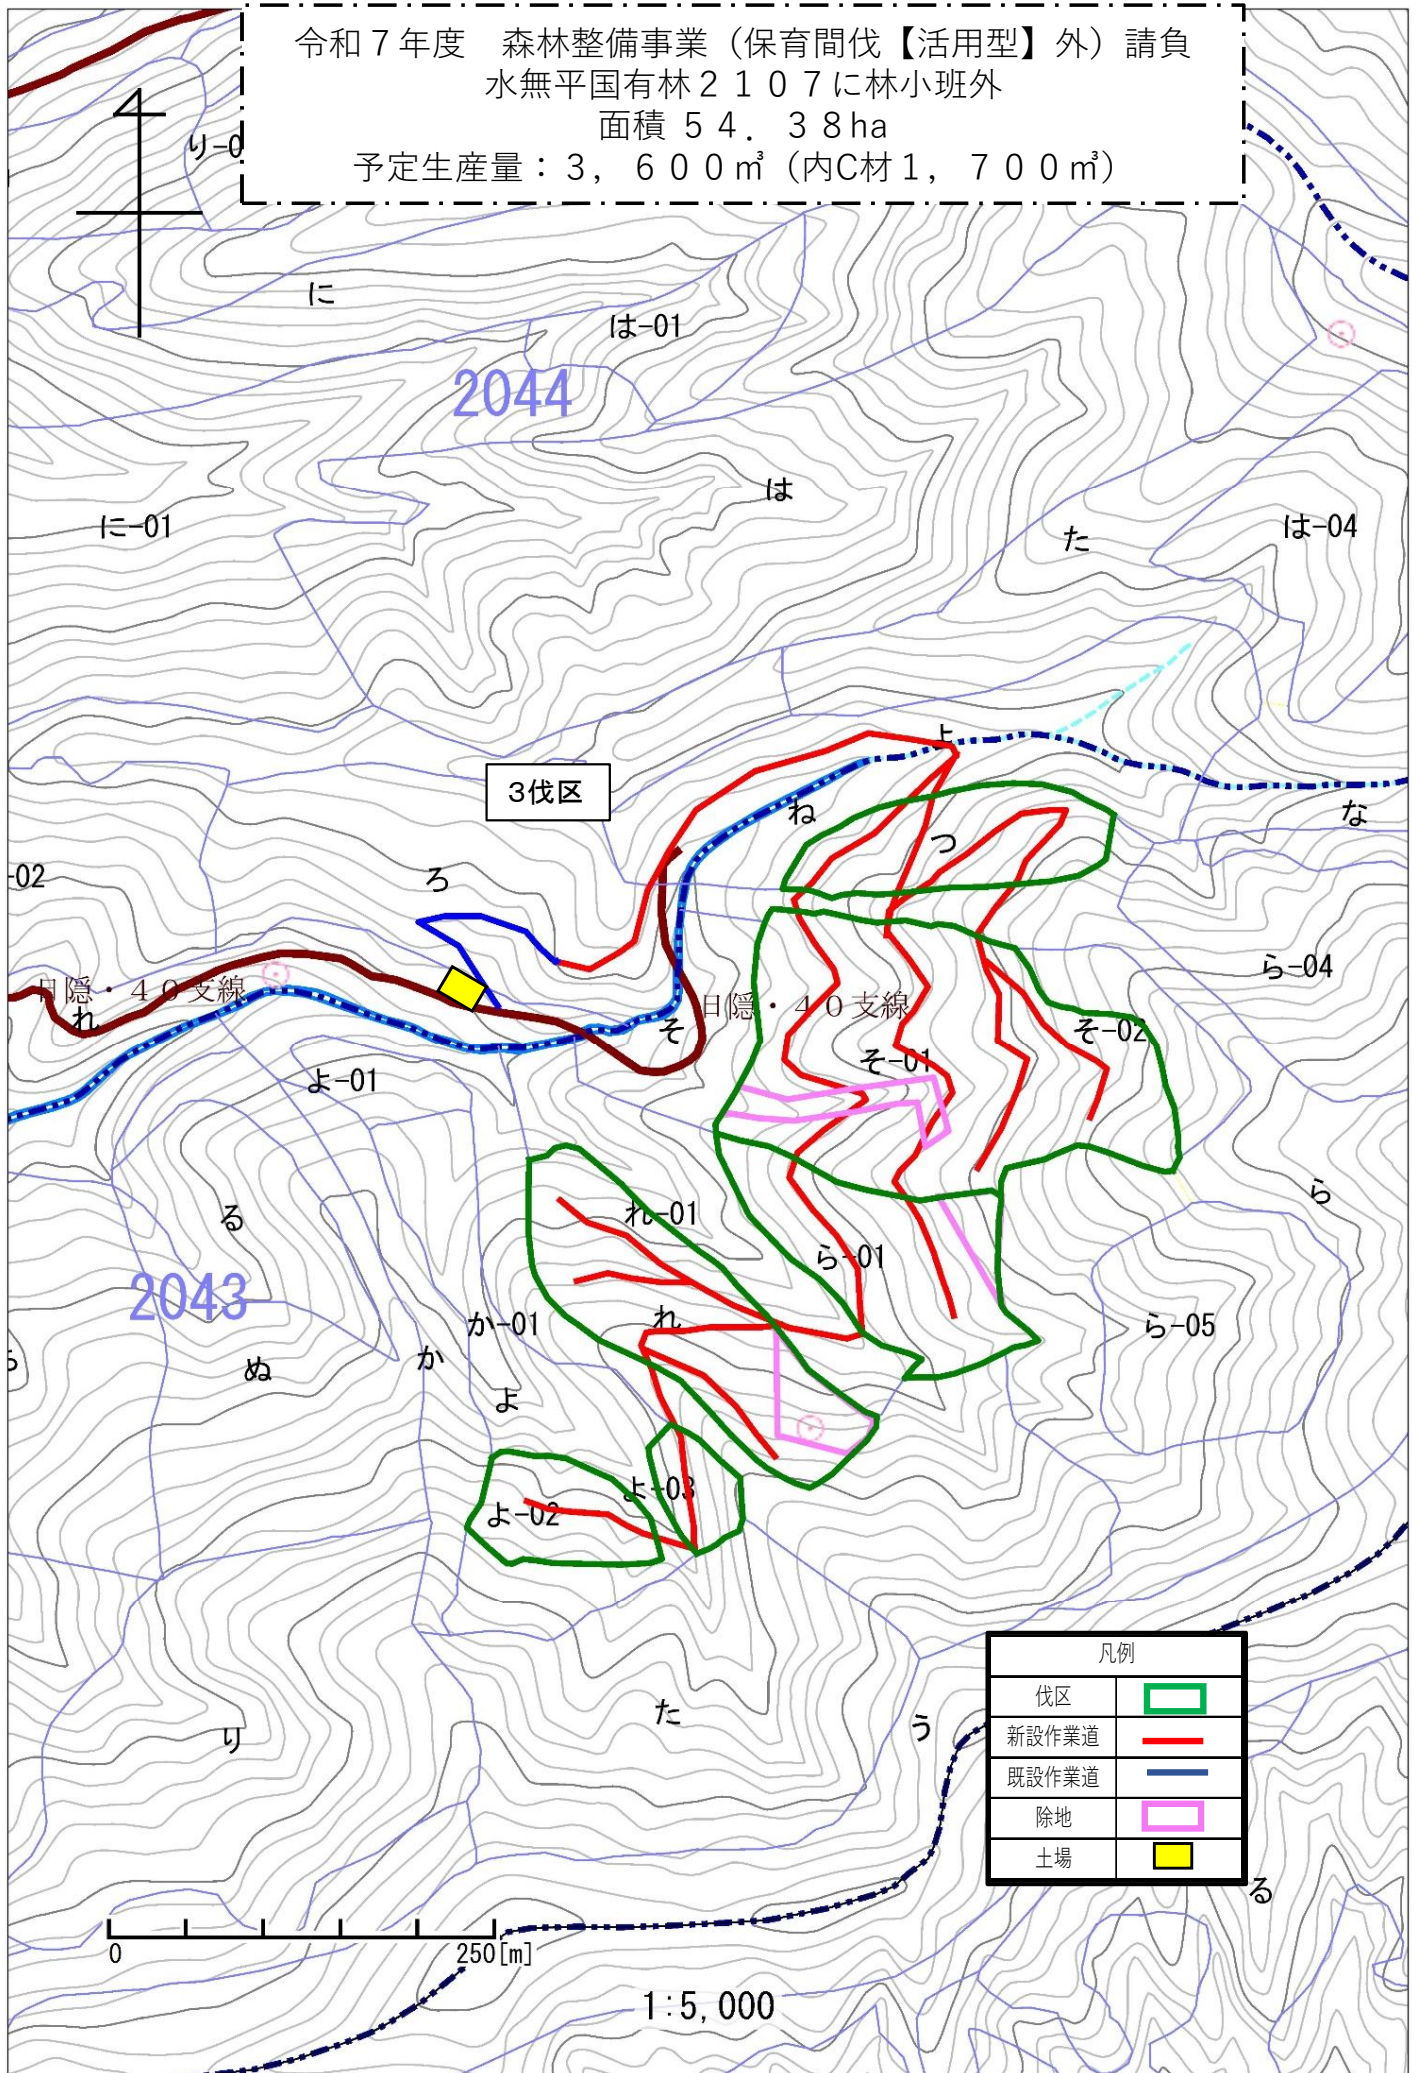 令和７年度　森林整備事業（保育間伐【活用型】外）請負
水無平国有林２１０７に林小班外
面積 ５４．３８ha
予定生産量：３，６００㎥（内C材１，７００㎥）
り-0
に
は-01
2044
は
に-01
た
は-04
よ
3伐区
ね
な
つ
-02
ろ
ら-04
日隠・４０支線
日隠・４０支線
れ
そ
そ-02
そ-01
よ-01
る
れ-01
ら
ら-01
2043
か-01
れ
ら-05
ぬ
か
よ
よ-03
よ-02
た
う
り
凡例
伐区
新設作業道
既設作業道
除地
土場
る
0
250[m]
1:5,000